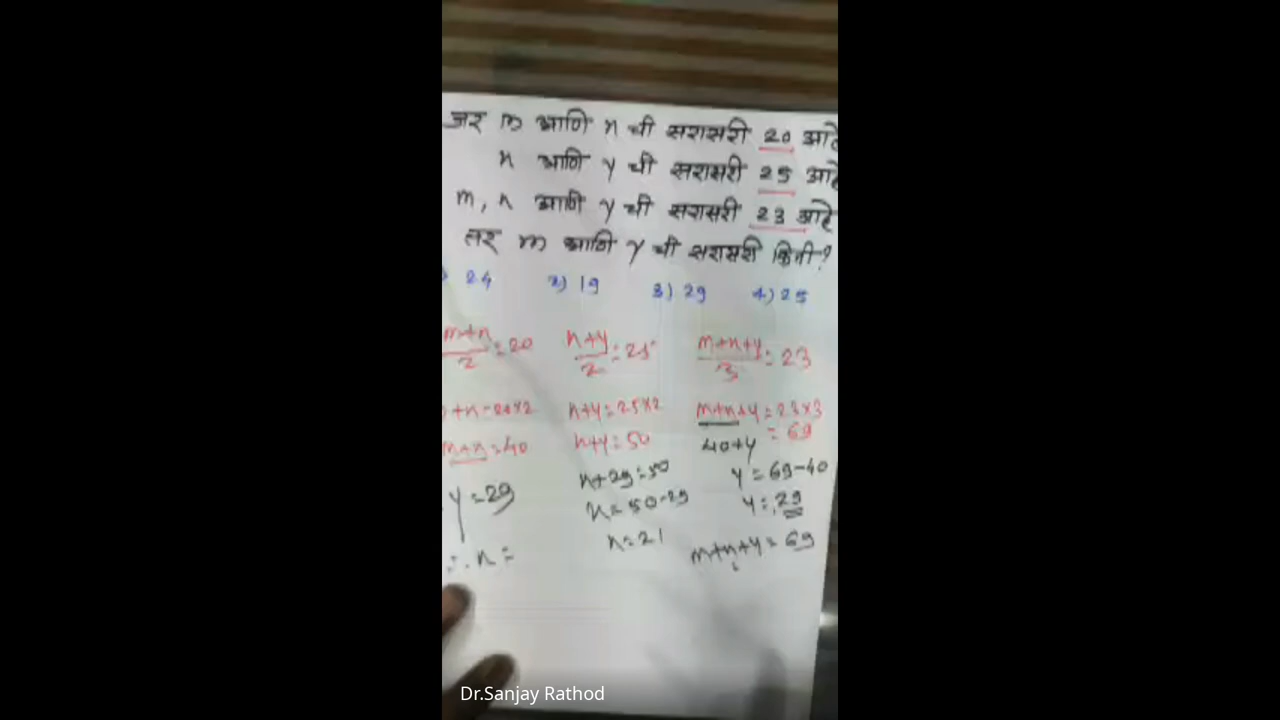 जर m आणि n ची सरासरी 20 आहे
n आणि y ची सरासरी 25 आहे
m, n आणि y ची सरासरी 23 आहे
तर m आणि y ची सरासरी किती?
24 2) 19 3) 29 4) 25
m+n/2 = 20 n+y/2 = 25 m+n+y/3 = 23
+n=20×2 n+y=25×2 m+n+y=23×3
= 69
m+n=40 n+y=50 40+y
n+29=50 y=69-40
y=29 n=50-29 y=29
n=21 m+n+y=69
∴ n =
Dr.Sanjay Rathod